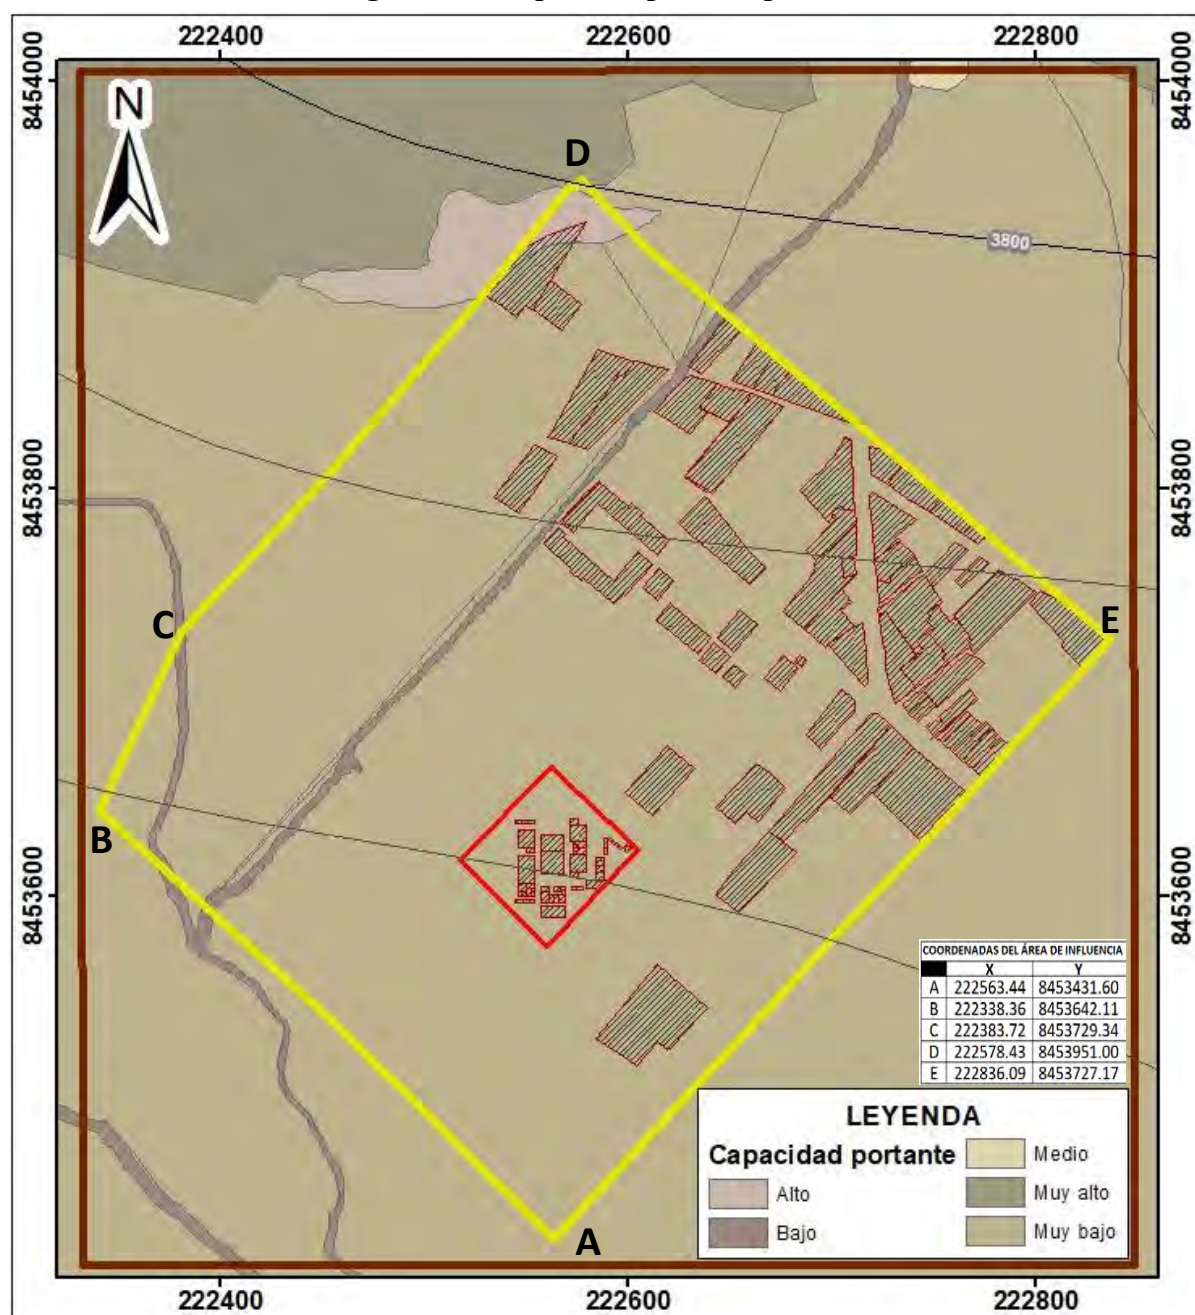 222400 222600 222800
8454000 8454000
N
D
3800
8453800 8453800
C
E
B
8453600 8453600
COORDENADAS DEL ÁREA DE INFLUENCIA
X Y
A 222563.44 8453431.60
B 222338.36 8453642.11
C 222383.72 8453729.34
D 222578.43 8453951.00
E 222836.09 8453727.17
A
LEYENDA
Capacidad portante
Alto
Bajo
Medio
Muy alto
Muy bajo
222400 222600 222800